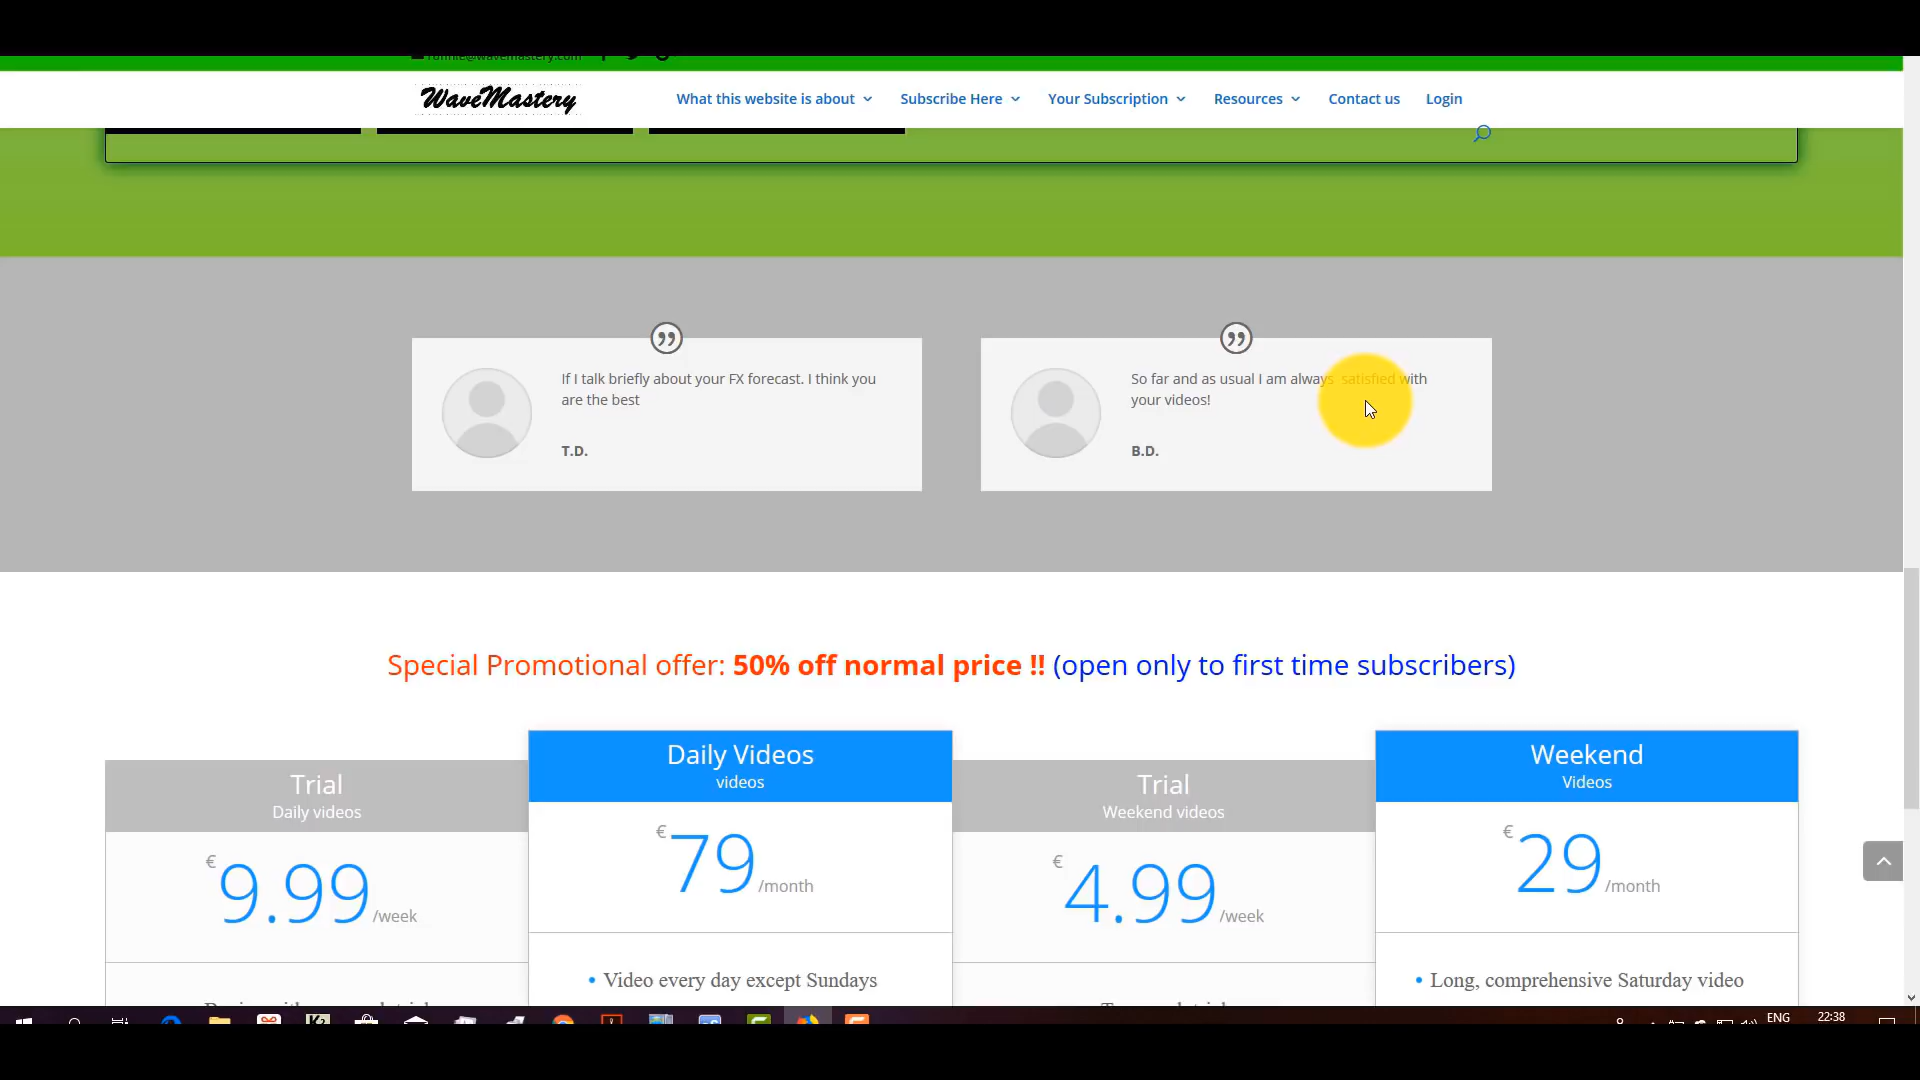 WaveMastery
What this website is about
Subscribe Here
Your Subscription
Resources
Contact us
Login
If I talk briefly about your FX forecast. I think you
are the best
T.D.
So far and as usual I am always satisfied with
your videos!
B.D.
Special Promotional offer: 50% off normal price !! (open only to first time subscribers)
Trial
Daily videos
€9.99/week
Daily Videos
videos
€79/month
• Video every day except Sundays
Trial
Weekend videos
€4.99/week
Weekend
Videos
€29/month
• Long, comprehensive Saturday video
ENG
22:38